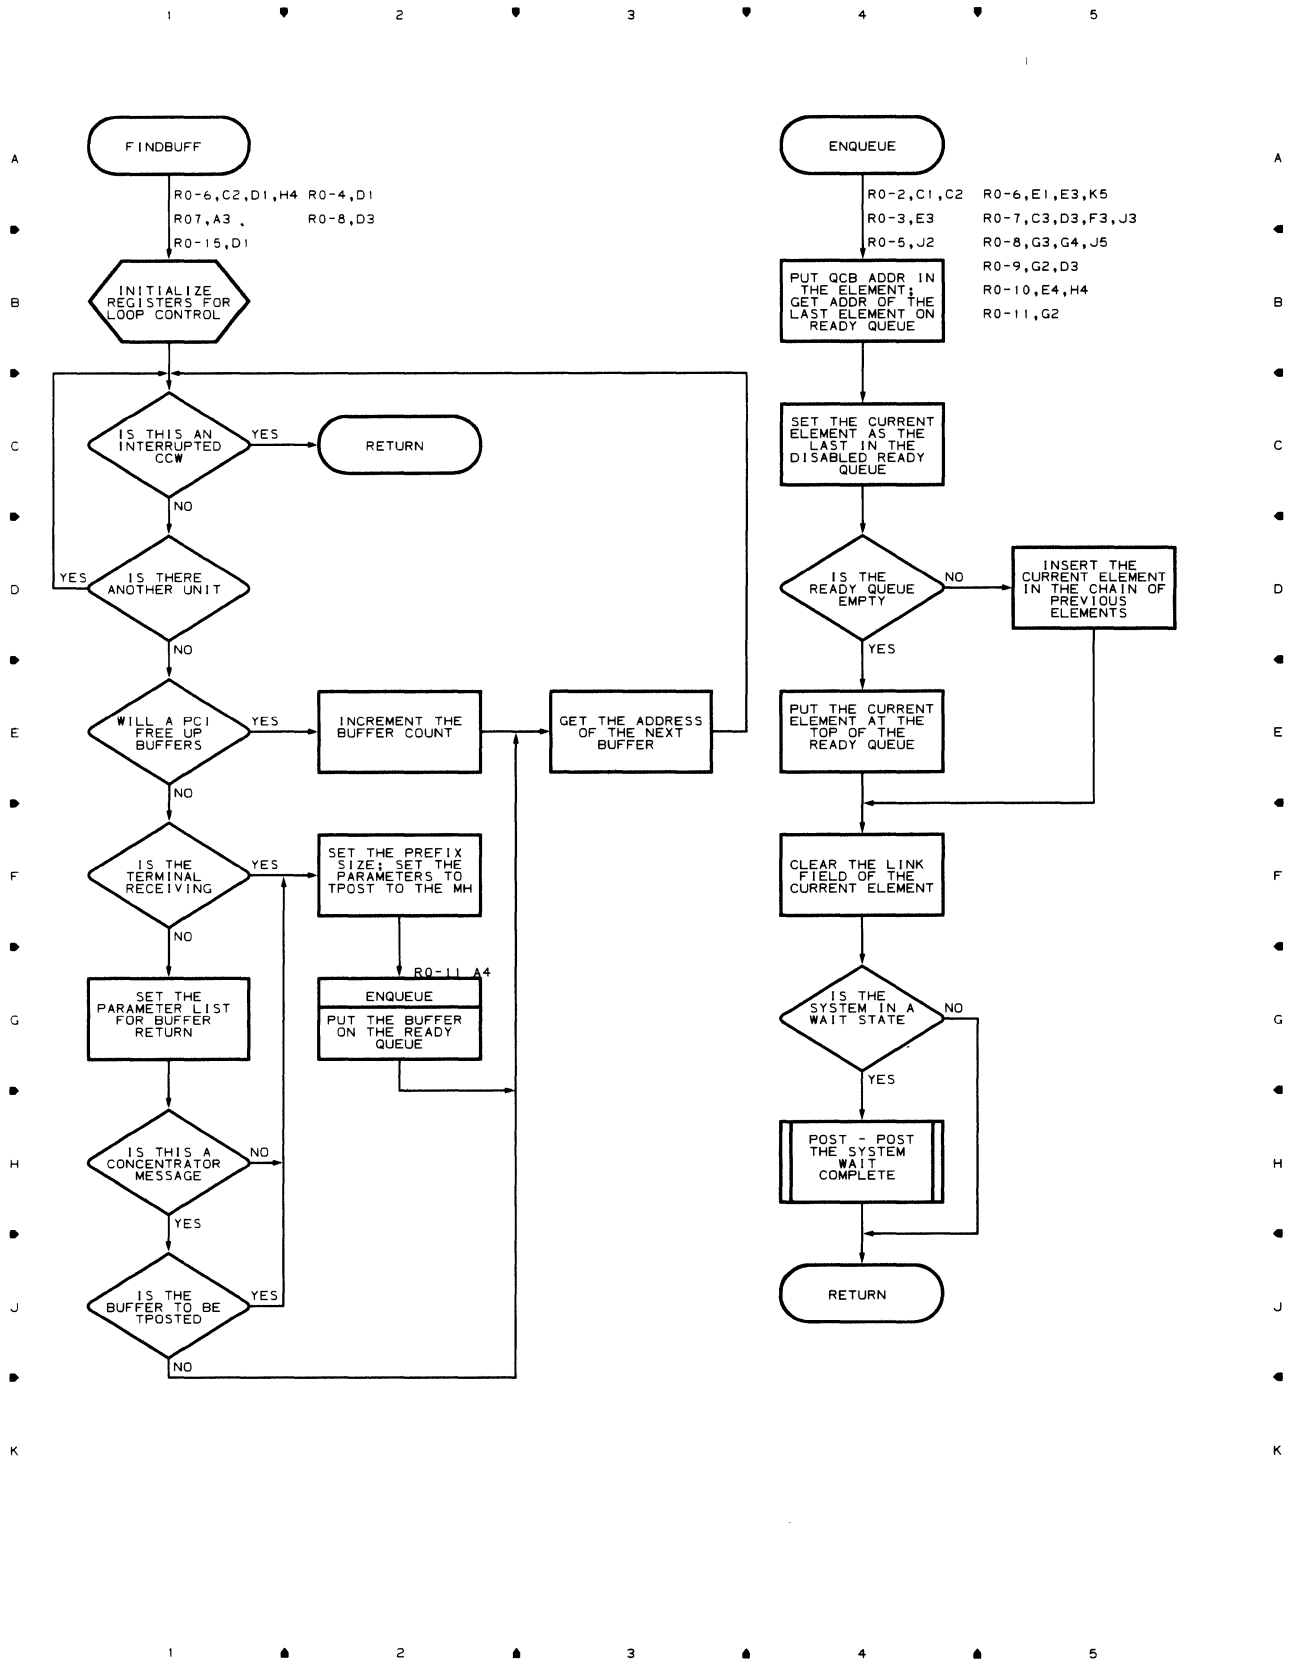 1 2 3 4 5
A A
FINDBUFF
R0-6,C2,D1,H4 R0-4,D1
R07,A3 R0-8,D3
R0-15,D1
B B
INITIALIZE
REGISTERS FOR
LOOP CONTROL
C C
IS THIS AN
INTERRUPTED
CCW
YES
RETURN
NO
D D
IS THERE
ANOTHER UNIT
YES
NO
E E
WILL A PCI
FREE UP
BUFFERS
YES
INCREMENT THE
BUFFER COUNT
GET THE ADDRESS
OF THE NEXT
BUFFER
NO
F F
IS THE
TERMINAL
RECEIVING
YES
SET THE PREFIX
SIZE; SET THE
PARAMETERS TO
TPOST TO THE MH
NO
G G
SET THE
PARAMETER LIST
FOR BUFFER
RETURN
R0-11 A4
ENQUEUE
PUT THE BUFFER
ON THE READY
QUEUE
H H
IS THIS A
CONCENTRATOR
MESSAGE
NO
YES
J J
IS THE
BUFFER TO BE
TPOSTED
YES
NO
K K
ENQUEUE
R0-2,C1,C2 R0-6,E1,E3,K5
R0-3,E3 R0-7,C3,D3,F3,J3
R0-5,J2 R0-8,G3,G4,J5
R0-9,G2,D3
R0-10,E4,H4
R0-11,G2
PUT QCB ADDR IN
THE ELEMENT;
GET ADDR OF THE
LAST ELEMENT ON
READY QUEUE
SET THE CURRENT
ELEMENT AS THE
LAST IN THE
DISABLED READY
QUEUE
IS THE
READY QUEUE
EMPTY
NO
INSERT THE
CURRENT ELEMENT
IN THE CHAIN OF
PREVIOUS
ELEMENTS
YES
PUT THE CURRENT
ELEMENT AT THE
TOP OF THE
READY QUEUE
CLEAR THE LINK
FIELD OF THE
CURRENT ELEMENT
IS THE
SYSTEM IN A
WAIT STATE
NO
YES
POST - POST
THE SYSTEM
WAIT
COMPLETE
RETURN
1 2 3 4 5